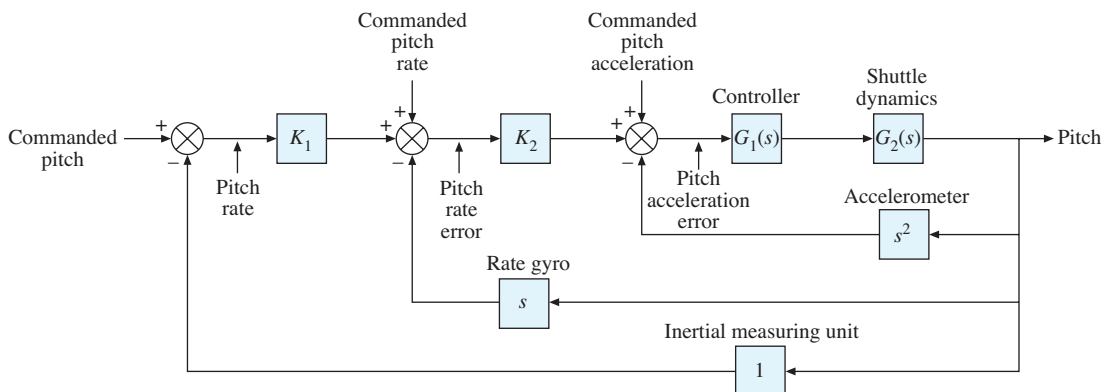 Commanded
pitch
rate
Commanded
pitch
acceleration
Controller
Shuttle
dynamics
Commanded
pitch
+
−
K₁
+
+
−
K₂
+
+
−
G₁(s)
G₂(s)
Pitch
Pitch
rate
Pitch
rate
error
Pitch
acceleration
error
Accelerometer
s²
Rate gyro
s
Inertial measuring unit
1